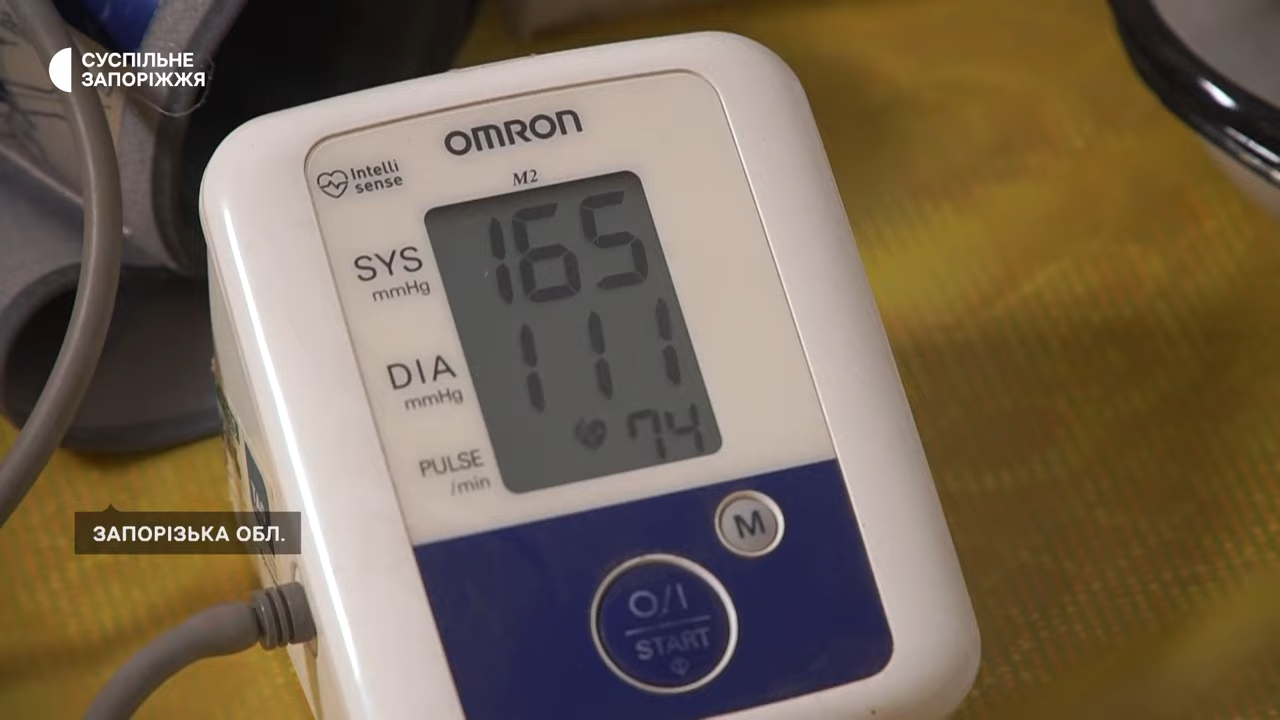 СУСПІЛЬНЕ
ЗАПОРІЖЖЯ
OMRON
Intelli
sense
M2
SYS
mmHg
165
DIA
mmHg
111
PULSE
/min
74
ЗАПОРІЗЬКА ОБЛ.
M
O/I
START